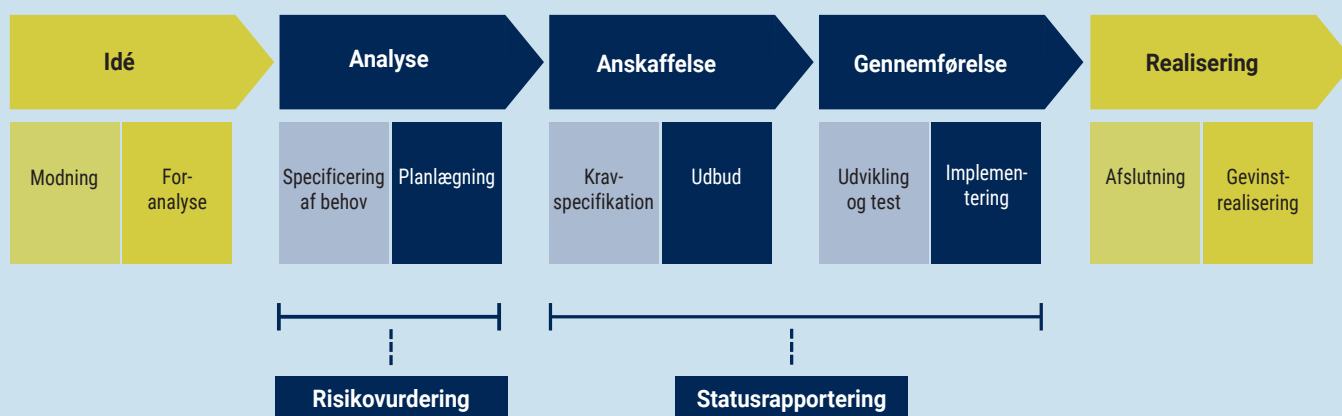 Idé
Analyse
Anskaffelse
Gennemførelse
Realisering
Modning
For-
analyse
Specificering
af behov
Planlægning
Krav-
specifikation
Udbud
Udvikling
og test
Implemen-
tering
Afslutning
Gevinst-
realisering
Risikovurdering
Statusrapportering